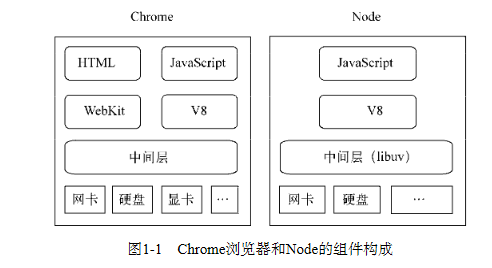 Chrome
Node
HTML JavaScript
WebKit V8
中间层
网卡 硬盘 显卡 …
JavaScript
V8
中间层（libuv）
网卡 硬盘 …
图1-1 Chrome浏览器和Node的组件构成